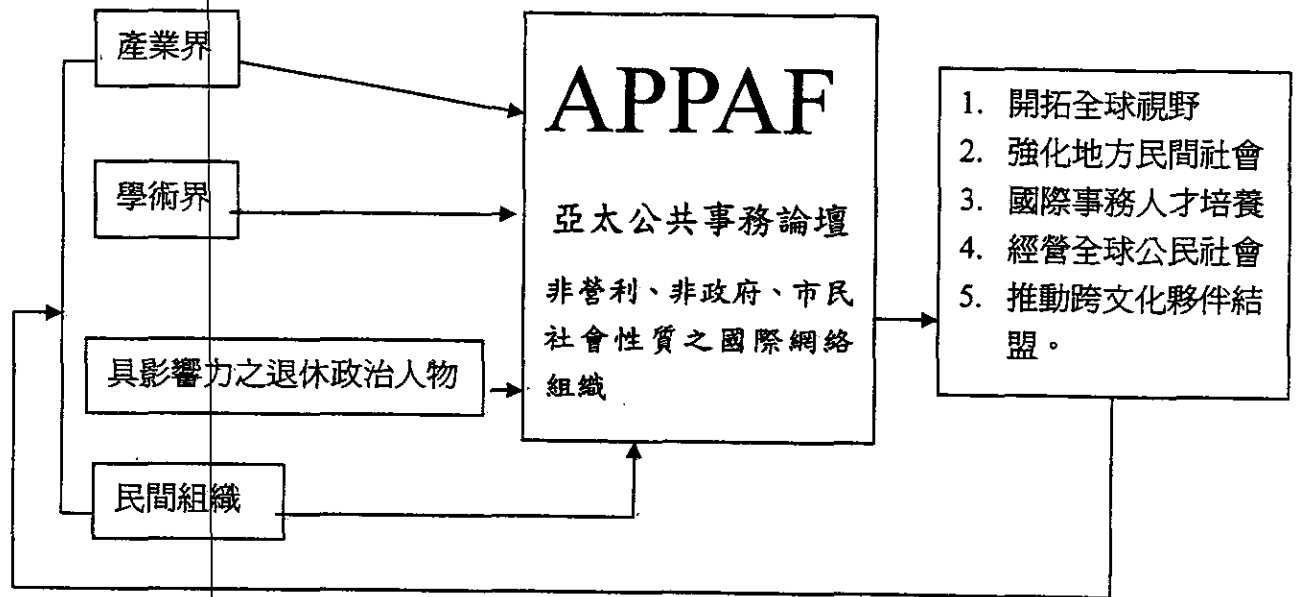 產業界
學術界
具影響力之退休政治人物
民間組織
APPAF
亞太公共事務論壇
非營利、非政府、市民
社會性質之國際網絡
組織
1. 開拓全球視野
2. 強化地方民間社會
3. 國際事務人才培養
4. 經營全球公民社會
5. 推動跨文化夥伴結
盟。